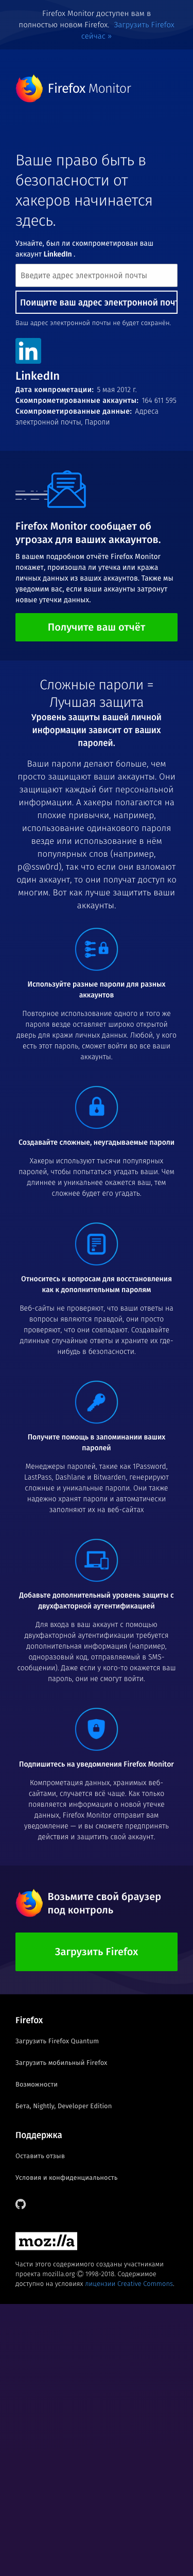 Firefox Monitor доступен вам в
полностью новом Firefox. Загрузить Firefox
сейчас »
Firefox Monitor
Ваше право быть в
безопасности от
хакеров начинается
здесь.
Узнайте, был ли скомпрометирован ваш
аккаунт LinkedIn .
Введите адрес электронной почты
Поищите ваш адрес электронной почт
Ваш адрес электронной почты не будет сохранён.
in
LinkedIn
Дата компрометации: 5 мая 2012 г.
Скомпрометированные аккаунты: 164 611 595
Скомпрометированные данные: Адреса
электронной почты, Пароли
Firefox Monitor сообщает об
угрозах для ваших аккаунтов.
В вашем подробном отчёте Firefox Monitor
покажет, произошла ли утечка или кража
личных данных из ваших аккаунтов. Также мы
уведомим вас, если ваши аккаунты затронут
новые утечки данных.
Получите ваш отчёт
Сложные пароли =
Лучшая защита
Уровень защиты вашей личной
информации зависит от ваших
паролей.
Ваши пароли делают больше, чем
просто защищают ваши аккаунты. Они
защищают каждый бит персональной
информации. А хакеры полагаются на
плохие привычки, например,
использование одинакового пароля
везде или использование в нём
популярных слов (например,
p@ssw0rd), так что если они взломают
один аккаунт, то они получат доступ ко
многим. Вот как лучше защитить ваши
аккаунты.
Используйте разные пароли для разных
аккаунтов
Повторное использование одного и того же
пароля везде оставляет широко открытой
дверь для кражи личных данных. Любой, у кого
есть этот пароль, сможет войти во все ваши
аккаунты.
Создавайте сложные, неугадываемые пароли
Хакеры используют тысячи популярных
паролей, чтобы попытаться угадать ваши. Чем
длиннее и уникальнее окажется ваш, тем
сложнее будет его угадать.
Относитесь к вопросам для восстановления
как к дополнительным паролям
Веб-сайты не проверяют, что ваши ответы на
вопросы являются правдой, они просто
проверяют, что они совпадают. Создавайте
длинные случайные ответы и храните их где-
нибудь в безопасности.
Получите помощь в запоминании ваших
паролей
Менеджеры паролей, такие как 1Password,
LastPass, Dashlane и Bitwarden, генерируют
сложные и уникальные пароли. Они также
надежно хранят пароли и автоматически
заполняют их на веб-сайтах
Добавьте дополнительный уровень защиты с
двухфакторной аутентификацией
Для входа в ваш аккаунт с помощью
двухфакторной аутентификации требуется
дополнительная информация (например,
одноразовый код, отправляемый в SMS-
сообщении). Даже если у кого-то окажется ваш
пароль, они не смогут войти.
Подпишитесь на уведомления Firefox Monitor
Компрометация данных, хранимых веб-
сайтами, случается всё чаще. Как только
появляется информация о новой утечке
данных, Firefox Monitor отправит вам
уведомление — и вы сможете предпринять
действия и защитить свой аккаунт.
Возьмите свой браузер
под контроль
Загрузить Firefox
Firefox
Загрузить Firefox Quantum
Загрузить мобильный Firefox
Возможности
Бета, Nightly, Developer Edition
Поддержка
Оставить отзыв
Условия и конфиденциальность
moz://a
Части этого содержимого созданы участниками
проекта mozilla.org © 1998-2018. Содержимое
доступно на условиях лицензии Creative Commons.